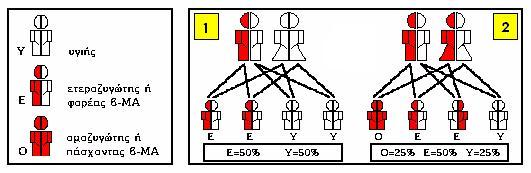 Υ υγιής
Ε ετεροζυγώτης ή
φορέας β-ΜΑ
Ο ομοζυγώτης ή
πάσχοντας β-ΜΑ
1
Ε Ε Υ Υ
Ε=50% Υ=50%
2
Ο Ε Ε Υ
Ο=25% Ε=50% Υ=25%